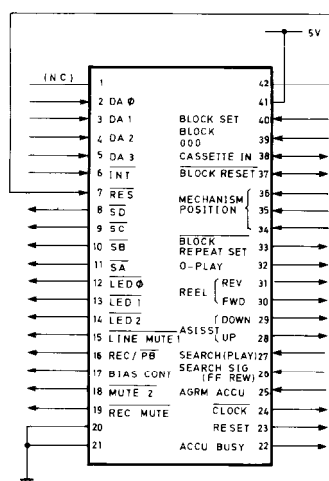 5V
(NC) 1 42
2 DA Ø 41
3 DA 1 BLOCK SET 40
4 DA 2 BLOCK 000 39
5 DA 3 CASSETTE IN 38
6 INT BLOCK RESET 37
7 RES MECHANISM POSITION 36
8 SD 35
9 SC 34
10 SB BLOCK REPEAT SET 33
11 SA O-PLAY 32
12 LED Ø REEL REV 31
13 LED 1 FWD 30
14 LED 2 ASISST DOWN 29
15 LINE MUTE 1 UP 28
16 REC/PB SEARCH(PLAY) 27
17 BIAS CONT SEARCH SIG (FF REW) 26
18 MUTE 2 AGRM ACCU 25
19 REC MUTE CLOCK 24
20 RESET 23
21 ACCU BUSY 22